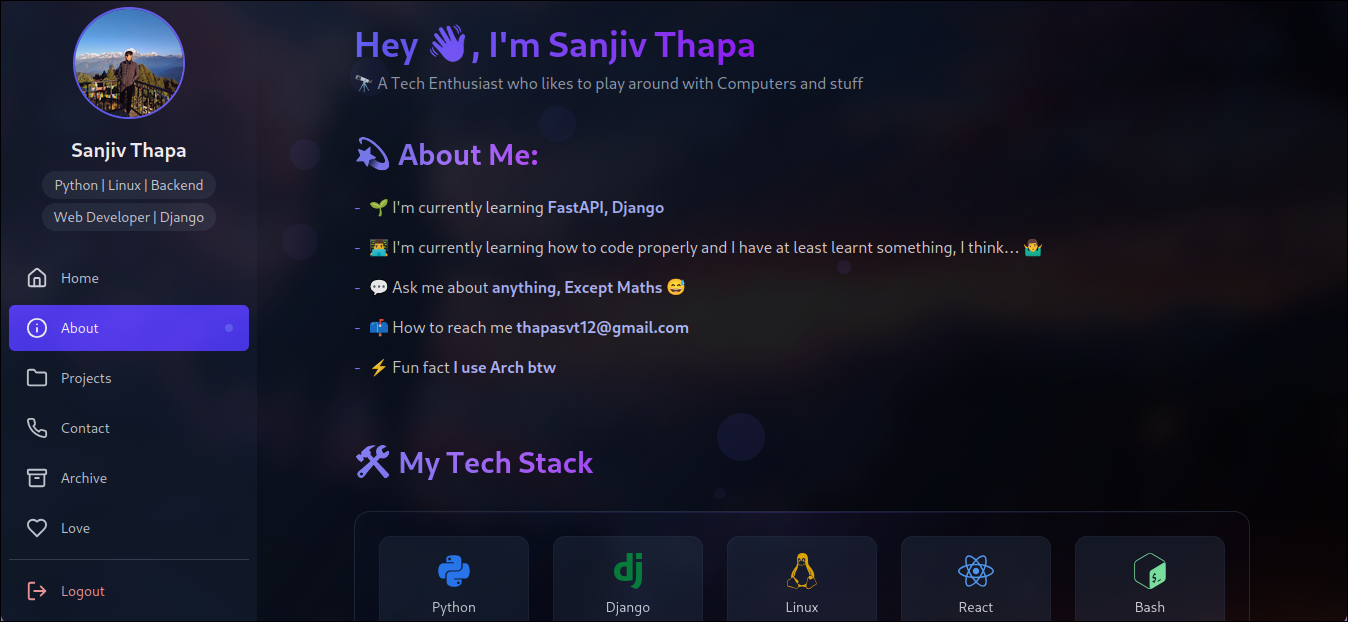 Sanjiv Thapa
Python | Linux | Backend
Web Developer | Django
Home
About
Projects
Contact
Archive
Love
Logout
Hey 👋, I'm Sanjiv Thapa
🔭 A Tech Enthusiast who likes to play around with Computers and stuff
💫 About Me:
- 🌱 I'm currently learning FastAPI, Django
- 👨‍💻 I'm currently learning how to code properly and I have at least learnt something, I think... 🤷‍♂️
- 💬 Ask me about anything, Except Maths 😅
- 📫 How to reach me thapasvt12@gmail.com
- ⚡ Fun fact I use Arch btw
🛠 My Tech Stack
Python
dj
Django
Linux
React
$_
Bash